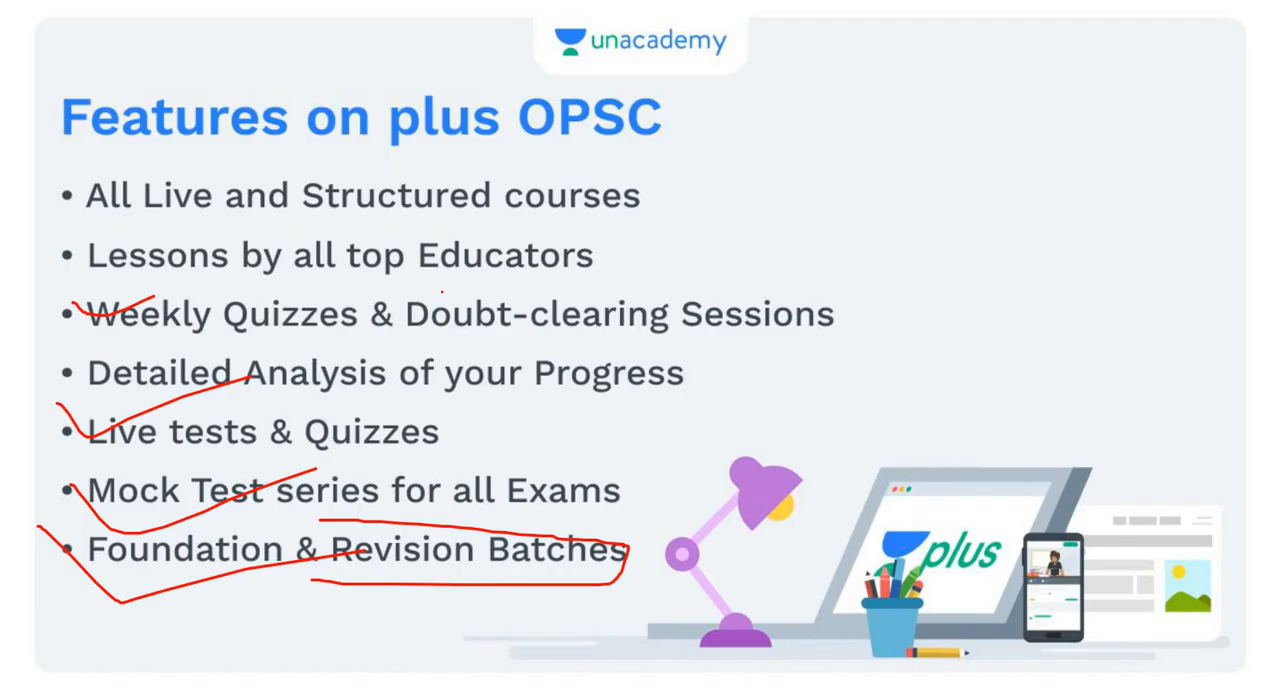 unacademy
Features on plus OPSC
• All Live and Structured courses
• Lessons by all top Educators
• Weekly Quizzes & Doubt-clearing Sessions
• Detailed Analysis of your Progress
• Live tests & Quizzes
• Mock Test series for all Exams
• Foundation & Revision Batches
plus